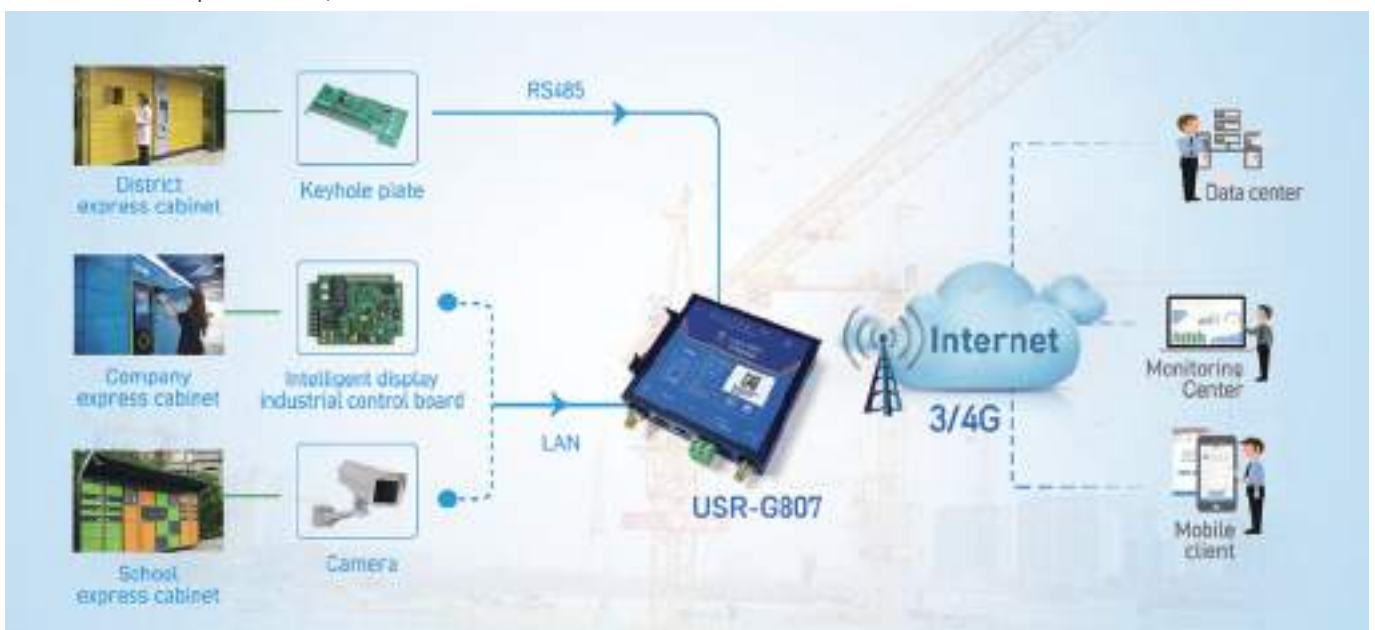 RS485
District
express cabinet
Keyhole plate
Data center
Company
express cabinet
Intelligent display
industrial control board
LAN
Internet
3/4G
Monitoring
Center
USR-G807
School
express cabinet
Camera
Mobile
client